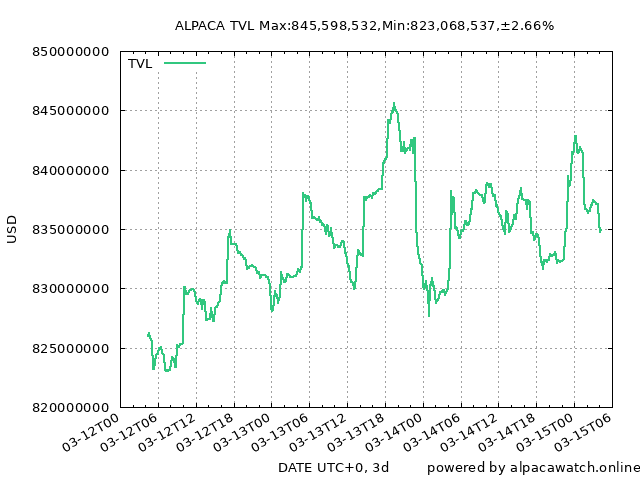 ALPACA TVL Max:845,598,532,Min:823,068,537,±2.66%
TVL
850000000
845000000
840000000
835000000
830000000
825000000
820000000
USD
03-12T00
03-12T06
03-12T12
03-12T18
03-13T00
03-13T06
03-13T12
03-13T18
03-14T00
03-14T06
03-14T12
03-14T18
03-15T00
03-15T06
DATE UTC+0, 3d
powered by alpacawatch.online